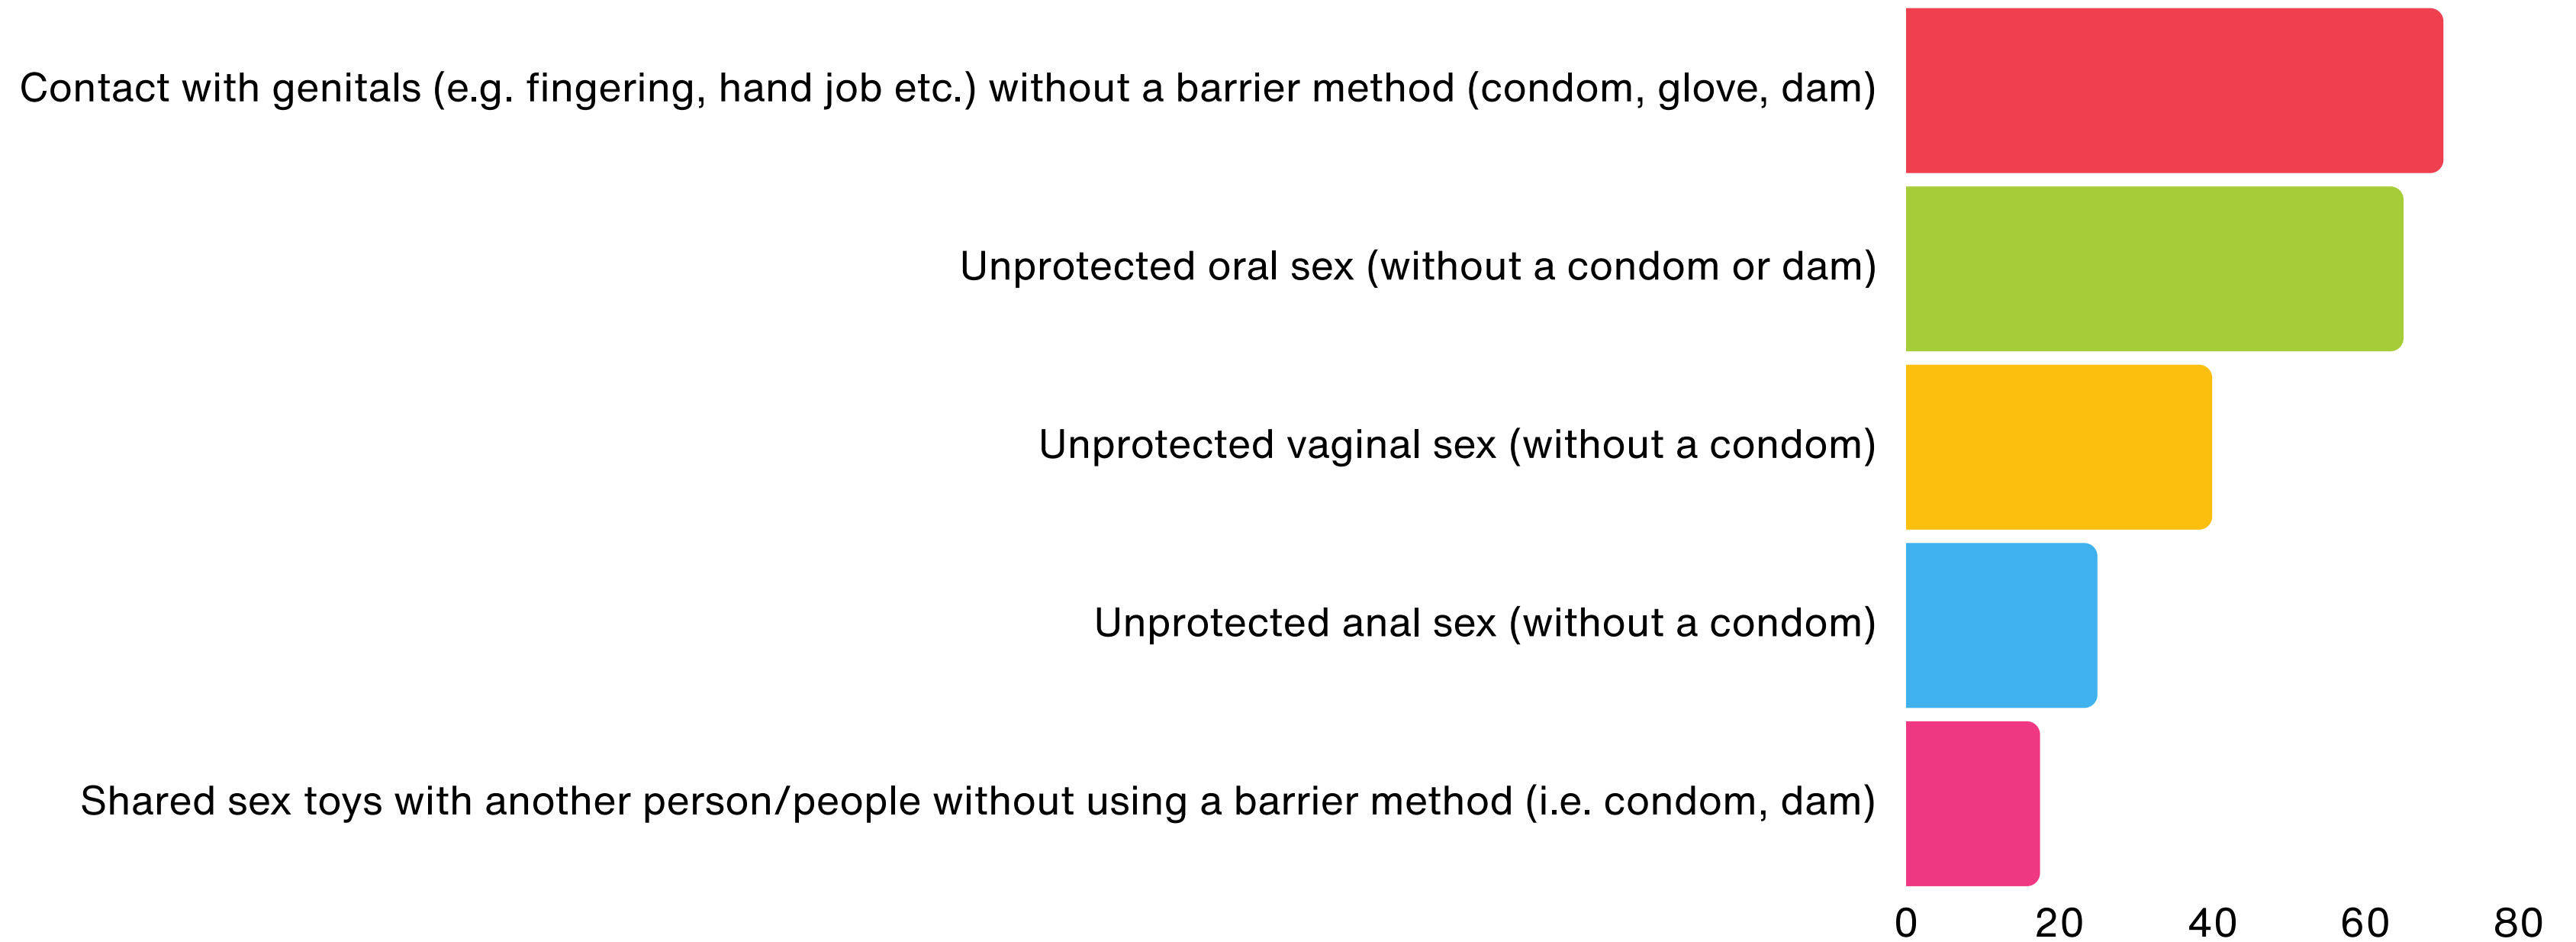 Contact with genitals (e.g. fingering, hand job etc.) without a barrier method (condom, glove, dam)
Unprotected oral sex (without a condom or dam)
Unprotected vaginal sex (without a condom)
Unprotected anal sex (without a condom)
Shared sex toys with another person/people without using a barrier method (i.e. condom, dam)
0 20 40 60 80